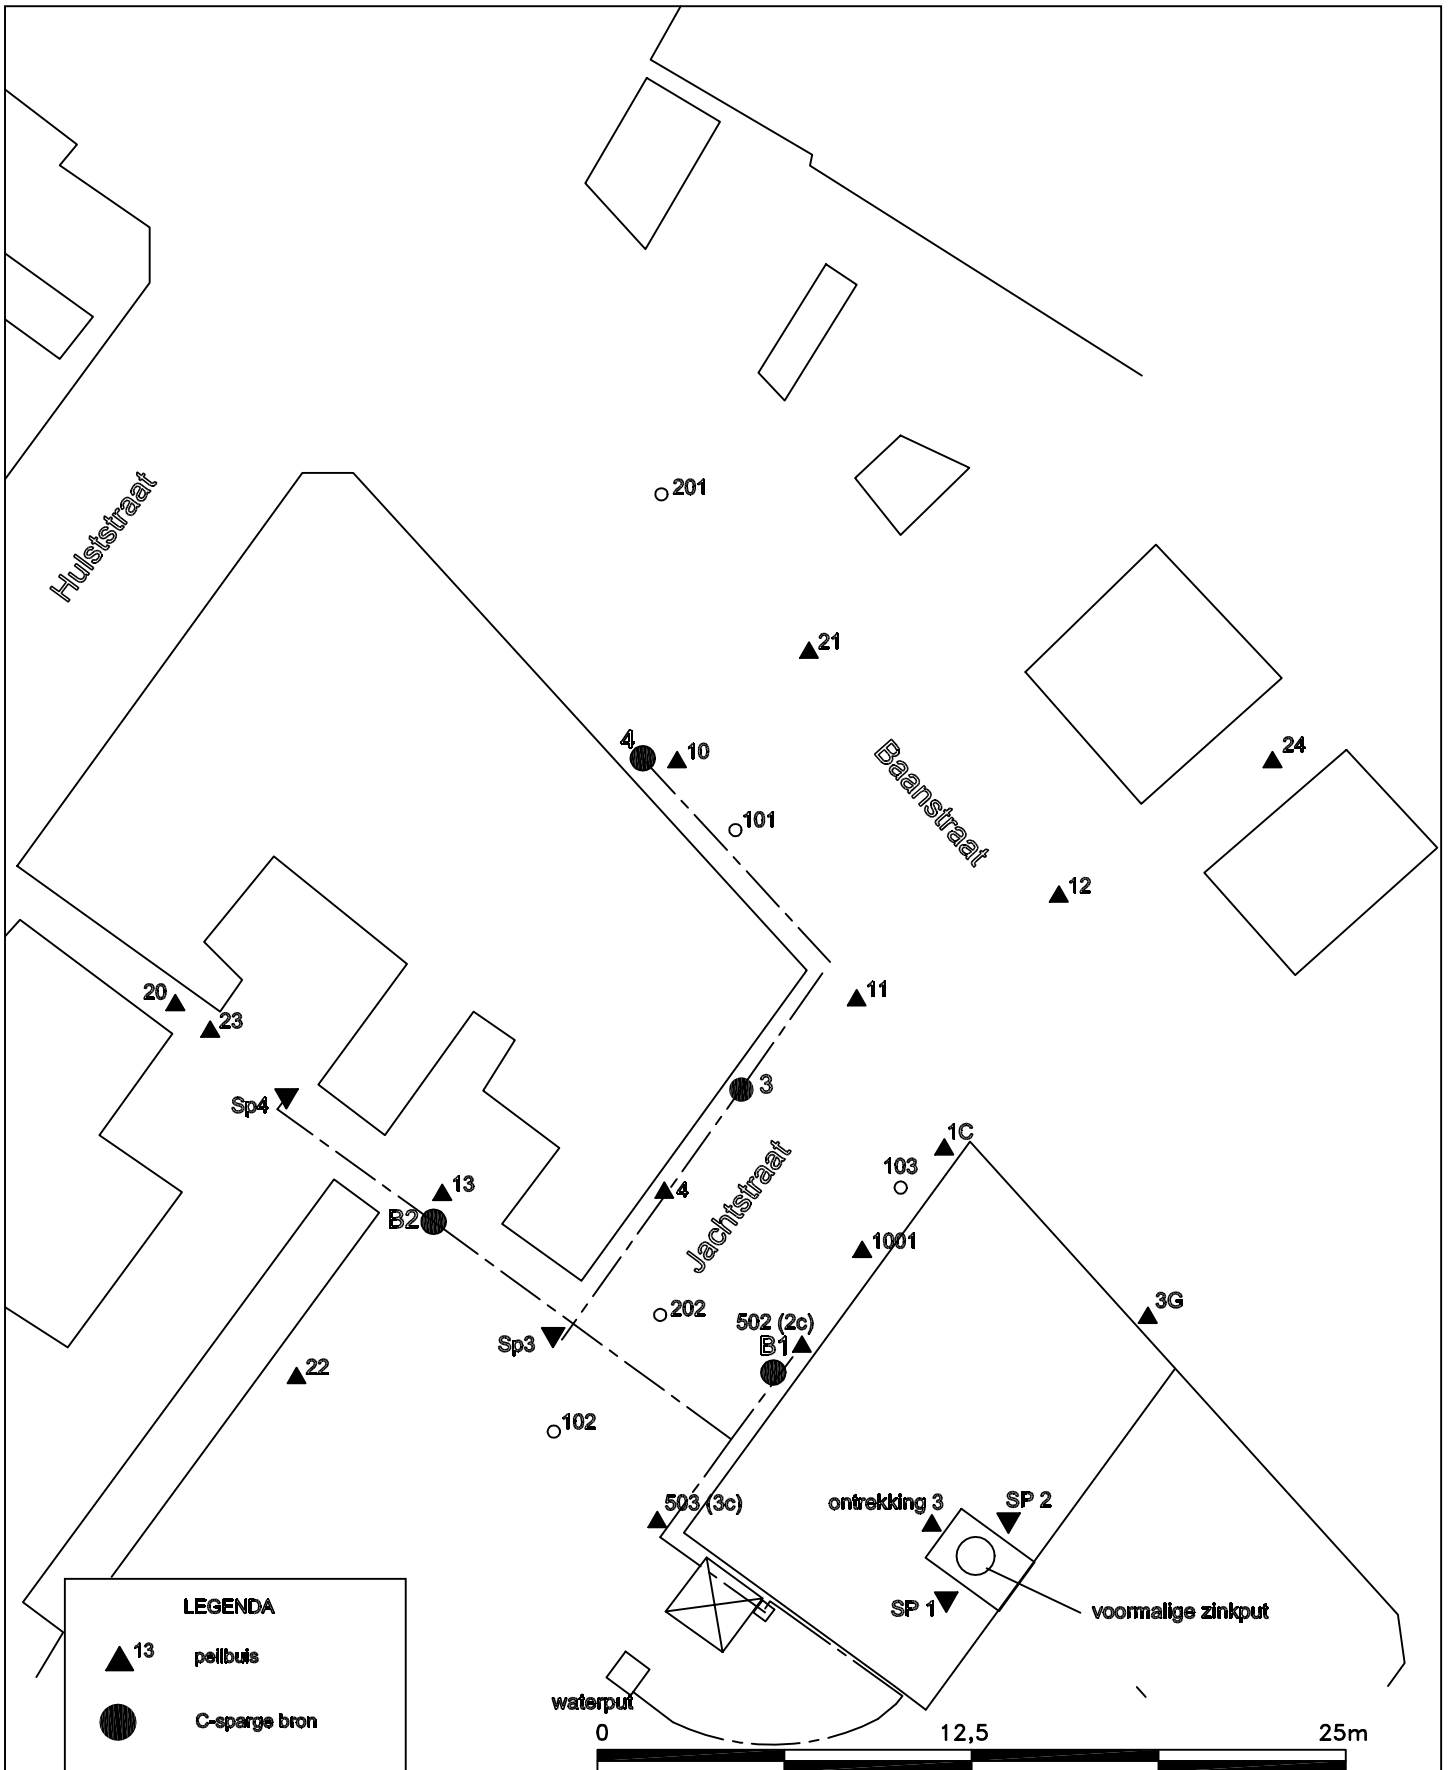 Hulststraat
201
21
4
10
Baanstraat
24
101
12
11
20
23
3
Sp4
1C
103
13
4
B2
Jachtstraat
1001
3G
202
502 (2c)
Sp3
B1
22
102
503 (3c)
ontrekking 3
SP 2
SP 1
voormalige zinkput
LEGENDA
13 peilbuis
C-sparge bron
waterput
0 12,5 25m